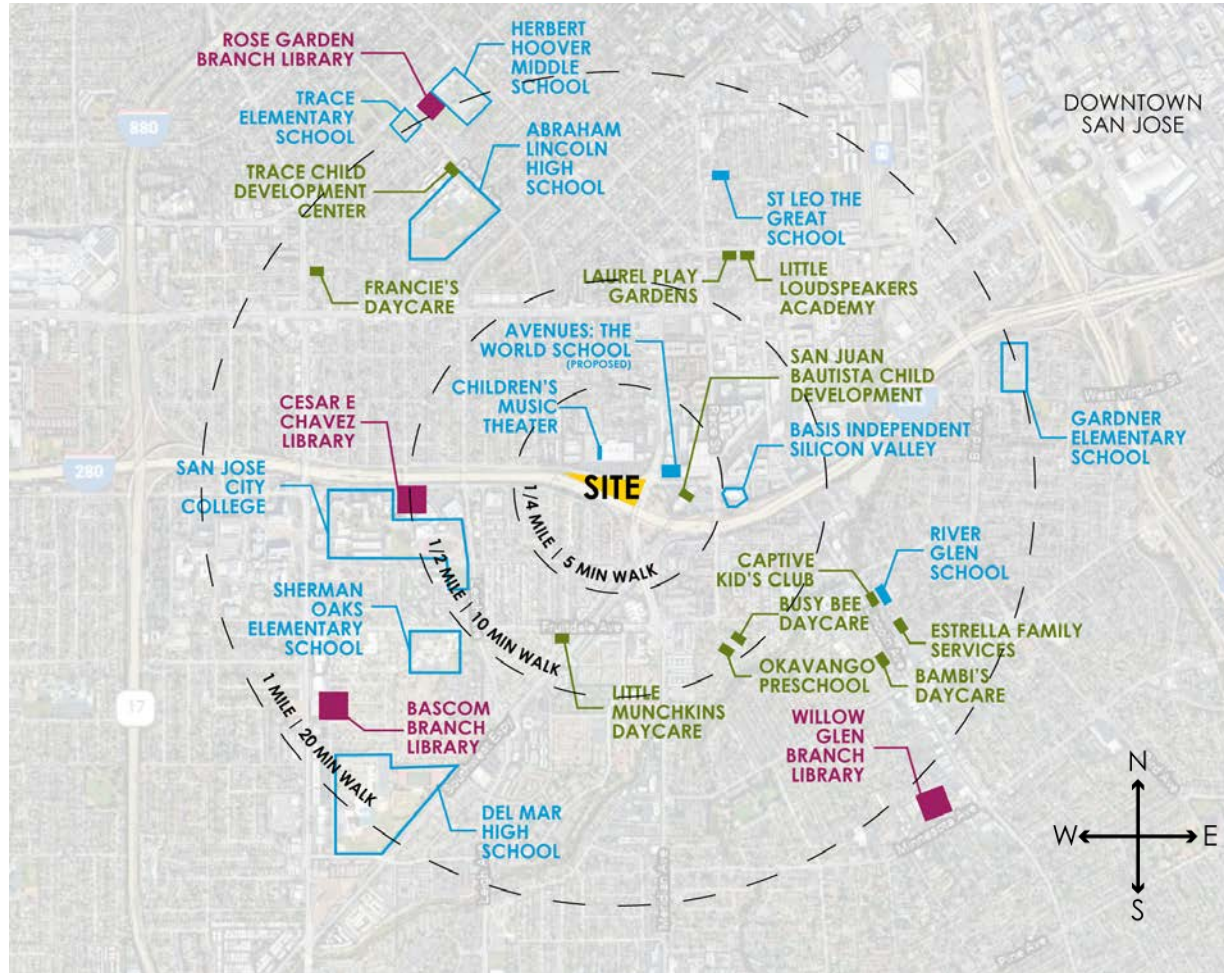 ROSE GARDEN
BRANCH LIBRARY
HERBERT
HOOVER
MIDDLE
SCHOOL
TRACE
ELEMENTARY
SCHOOL
880
DOWNTOWN
SAN JOSE
ABRAHAM
LINCOLN
HIGH
SCHOOL
TRACE CHILD
DEVELOPMENT
CENTER
ST LEO THE
GREAT
SCHOOL
FRANCIE'S
DAYCARE
LAUREL PLAY
GARDENS
LITTLE
LOUDSPEAKERS
ACADEMY
AVENUES: THE
WORLD SCHOOL
(PROPOSED)
SAN JUAN
BAUTISTA CHILD
DEVELOPMENT
CHILDREN'S
MUSIC
THEATER
CESAR E
CHAVEZ
LIBRARY
GARDNER
ELEMENTARY
SCHOOL
BASIS INDEPENDENT
SILICON VALLEY
280
SAN JOSE
CITY
COLLEGE
SITE
1/4 MILE | 5 MIN WALK
RIVER
GLEN
SCHOOL
1/2 MILE | 10 MIN WALK
CAPTIVE
KID'S CLUB
SHERMAN
OAKS
ELEMENTARY
SCHOOL
BUSY BEE
DAYCARE
ESTRELLA FAMILY
SERVICES
OKAVANGO
PRESCHOOL
BAMBI'S
DAYCARE
1 MILE | 20 MIN WALK
17
BASCOM
BRANCH
LIBRARY
LITTLE
MUNCHKINS
DAYCARE
WILLOW
GLEN
BRANCH
LIBRARY
DEL MAR
HIGH
SCHOOL
N
W
E
S